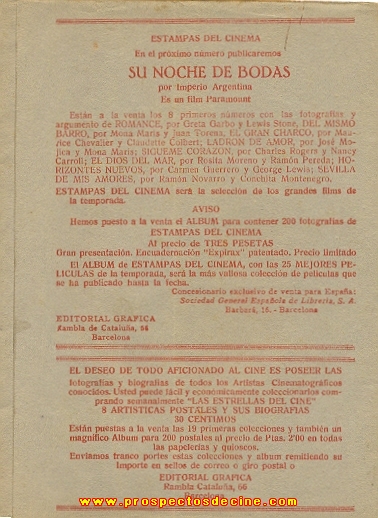 ESTAMPAS DEL CINEMA
En el próximo número publicaremos
SU NOCHE DE BODAS
por Imperio Argentina
Es un film Paramount
Están a la venta los 8 primeros números con las fotografías y
argumento de ROMANCE, por Greta Garbo y Lewis Stone, DEL MISMO
BARRO, por Mona Maris y Juan Torena, EL GRAN CHARCO, por Mau-
rice Chevalier y Claudette Colbert; LADRON DE AMOR, por José Mo-
jica y Mona Maris; SIGUEME CORAZON, por Charles Rogers y Nancy
Carroll; EL DIOS DEL MAR, por Rosita Moreno y Ramón Pereda; HO-
RIZONTES NUEVOS, por Carmen Guerrero y George Lewis; SEVILLA
DE MIS AMORES, por Ramón Novarro y Conchita Montenegro.
ESTAMPAS DEL CINEMA será la selección de los grandes films de
la temporada.
AVISO
Hemos puesto a la venta el ALBUM para contener 200 fotografías de
ESTAMPAS DEL CINEMA
Al precio de TRES PESETAS
Gran presentación. Encuadernación "Expirax" patentado. Precio limitado
El ALBUM de ESTAMPAS DEL CINEMA, con las 25 MEJORES PE-
LICULAS de la temporada, será la más valiosa colección de películas que
se ha publicado hasta la fecha.
Concesionario exclusivo de venta para España:
Sociedad General Española de Librería, S. A.
Barbará, 16. - Barcelona
EDITORIAL GRAFICA
Rambla de Cataluña, 66
Barcelona
EL DESEO DE TODO AFICIONADO AL CINE ES POSEER LAS
fotografías y biografías de todos los Artistas Cinematográficos
conocidos. Usted puede fácil y económicamente coleccionarlos com-
prando semanalmente "LAS ESTRELLAS DEL CINE"
8 ARTISTICAS POSTALES Y SUS BIOGRAFIAS
30 CENTIMOS
Están puestas a la venta las 19 primeras colecciones y también un
magnífico Album para 200 postales al precio de Ptas. 2'00 en todas
las papelerías y quioscos.
Enviamos franco portes estas colecciones y album remitiendo su
importe en sellos de correo o giro postal a
EDITORIAL GRAFICA
Rambla Cataluña, 66
Barcelona
www.prospectosdecine.com